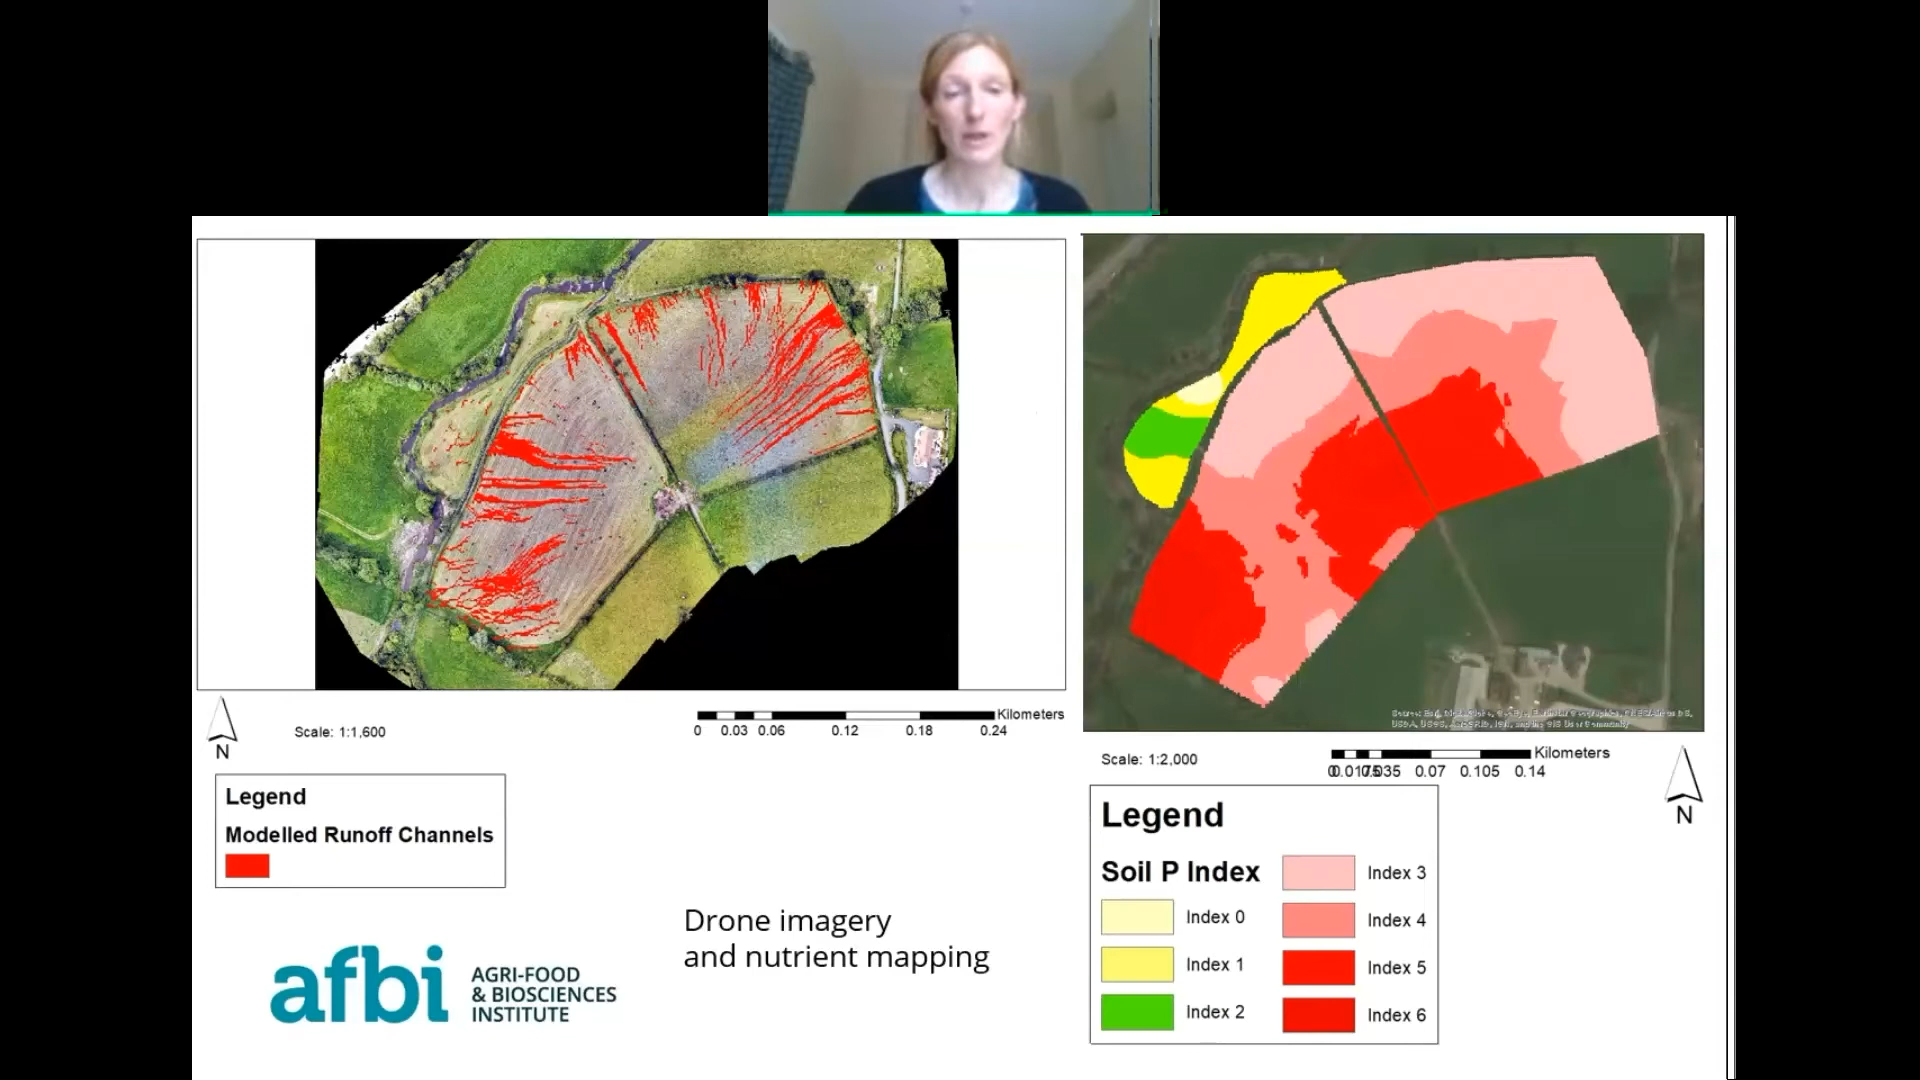 Scale: 1:1,600
N
Kilometers
0 0.03 0.06 0.12 0.18 0.24
Legend
Modelled Runoff Channels
afbi
AGRI-FOOD
& BIOSCIENCES
INSTITUTE
Drone imagery
and nutrient mapping
Scale: 1:2,000
Kilometers
0.07 0.105 0.14
N
Legend
Soil P Index
Index 0
Index 1
Index 2
Index 3
Index 4
Index 5
Index 6